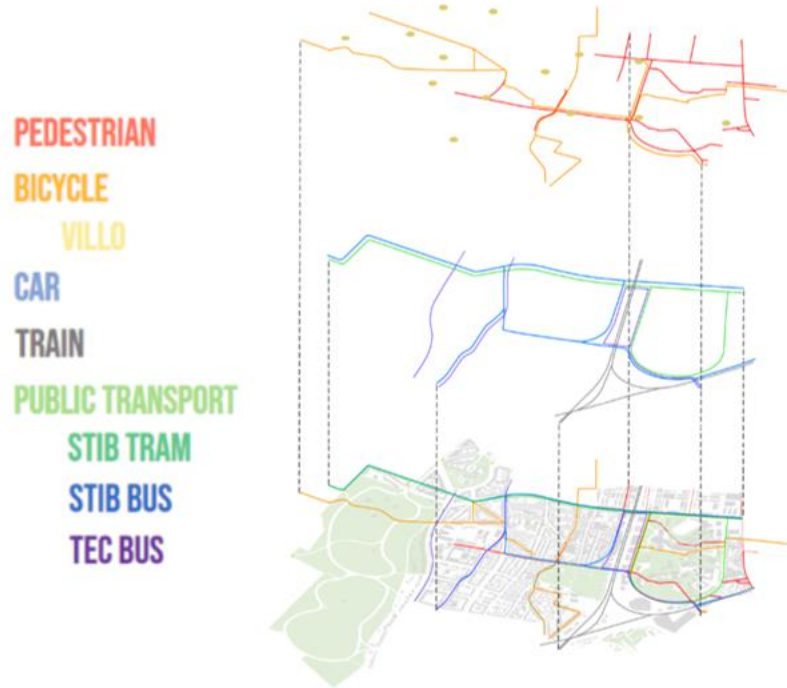 PEDESTRIAN
BICYCLE
VILLO
CAR
TRAIN
PUBLIC TRANSPORT
STIB TRAM
STIB BUS
TEC BUS